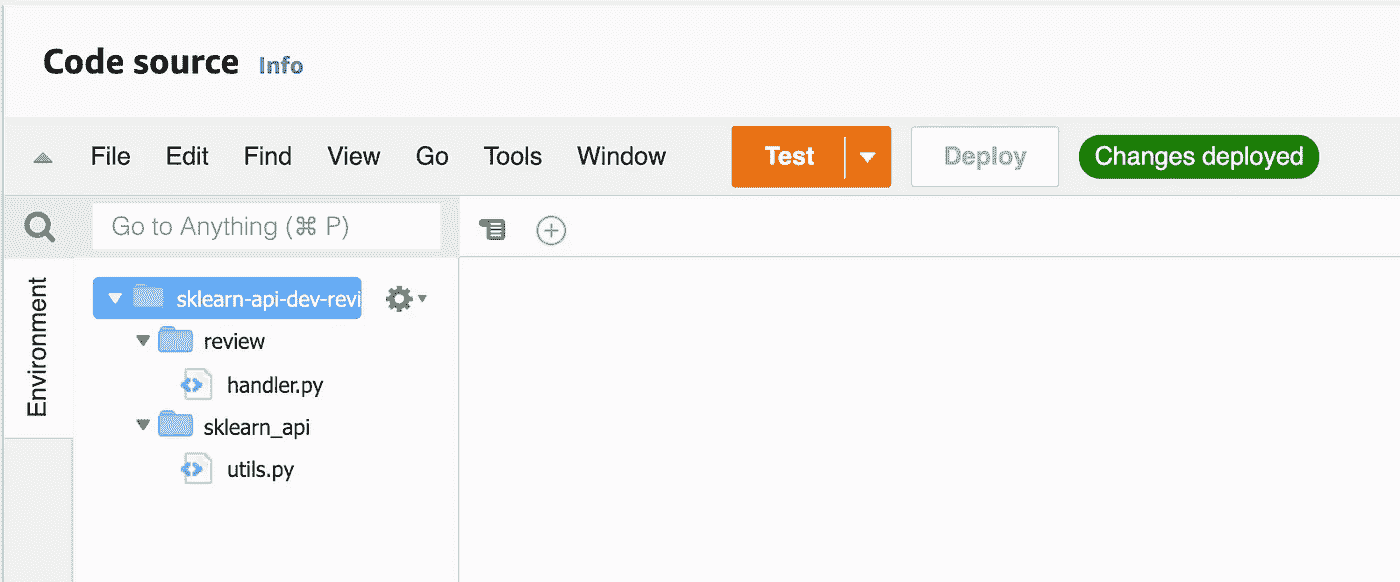 Code source Info
File Edit Find View Go Tools Window Test Deploy Changes deployed
Go to Anything (⌘ P)
Environment
sklearn-api-dev-revi
review
handler.py
sklearn_api
utils.py